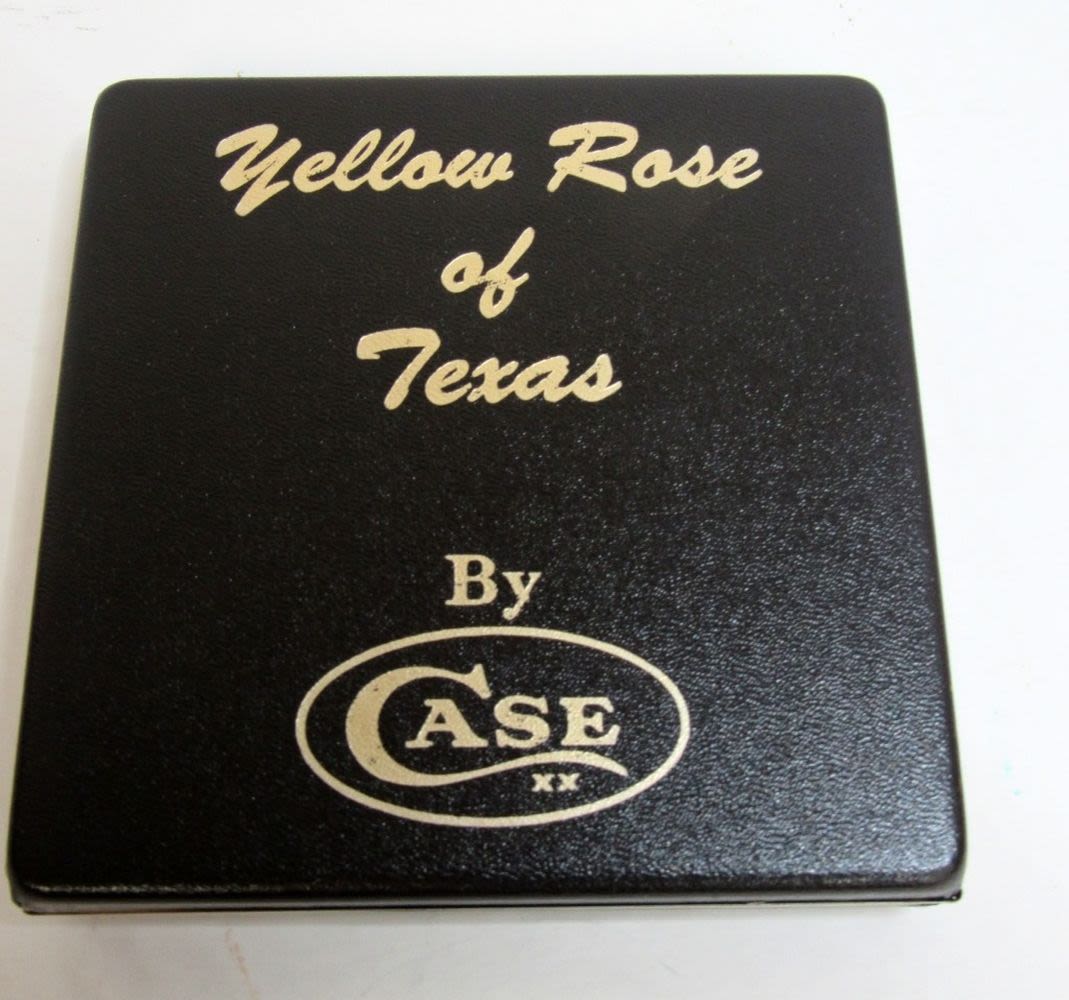 Yellow Rose
of
Texas
By
CASE
XX